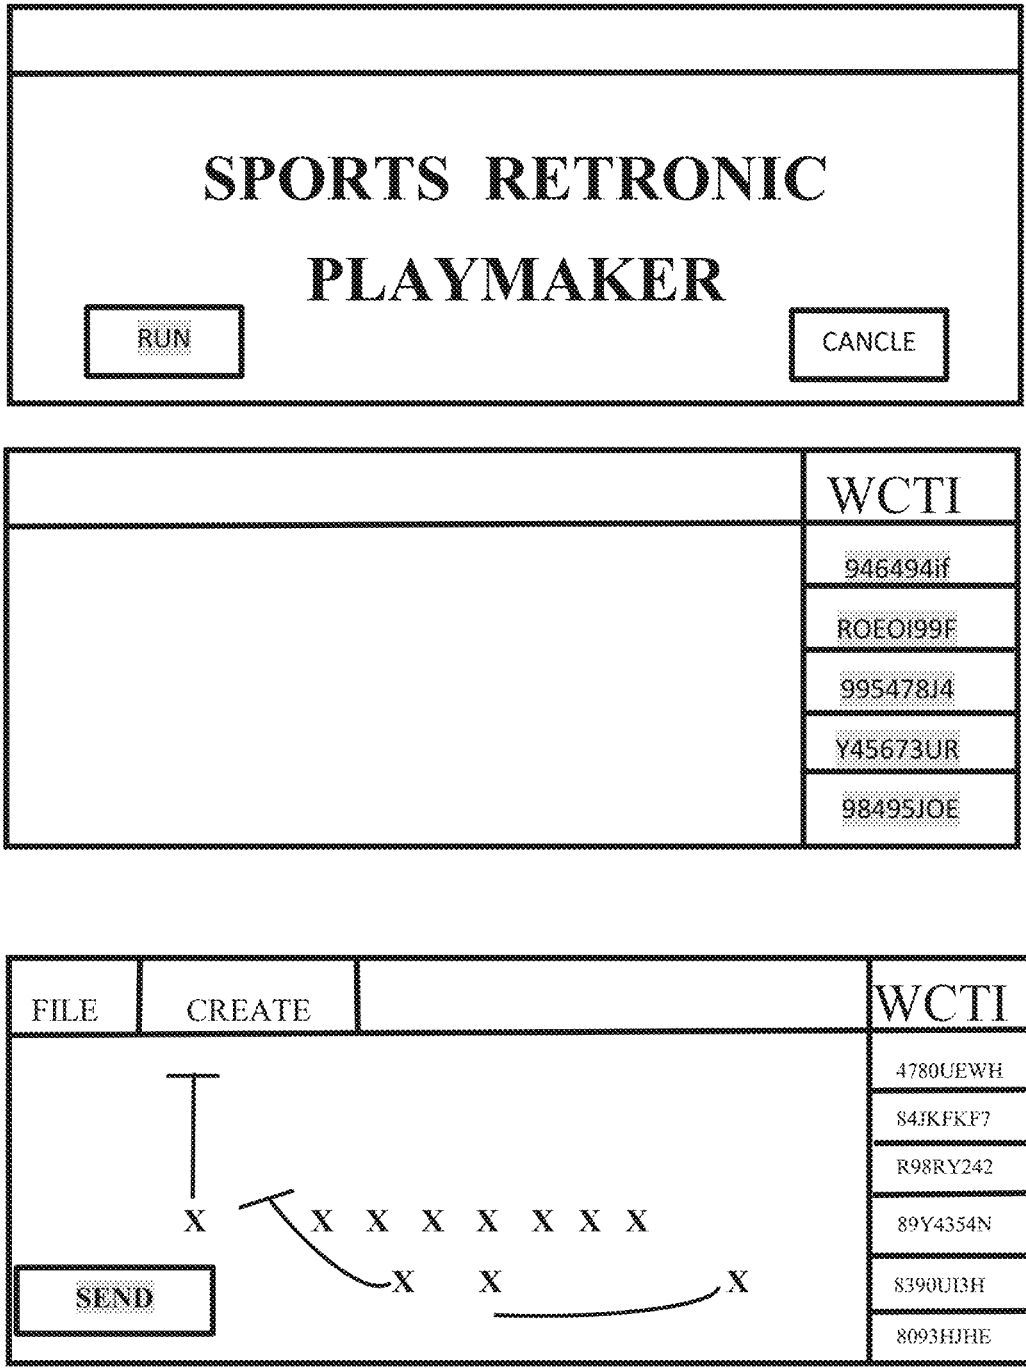 SPORTS RETRONIC
PLAYMAKER
RUN
CANCLE
WCTI
946494if
ROEOI99F
995478J4
Y45673UR
98495JOE
FILE
CREATE
WCTI
4780UEWH
84JKFKF7
R98RY242
X X X X X X X X
89Y4354N
X X X
SEND
8390UI3H
8093HJHE